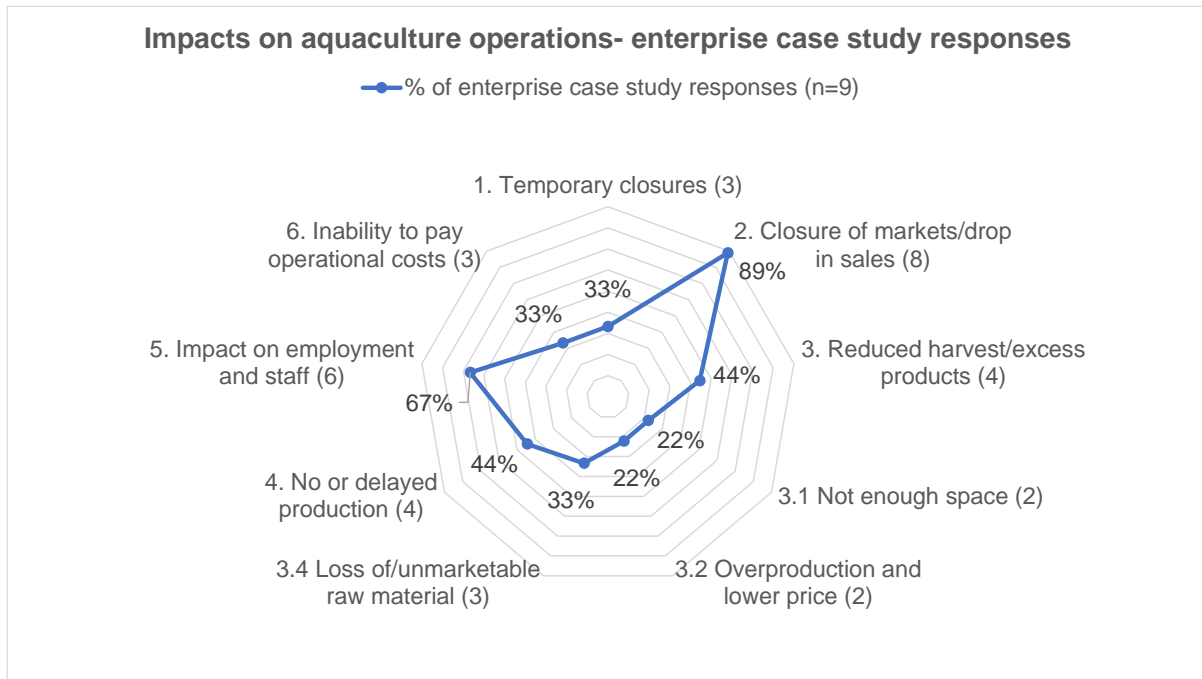 Impacts on aquaculture operations- enterprise case study responses
% of enterprise case study responses (n=9)
1. Temporary closures (3)
2. Closure of markets/drop
in sales (8)
3. Reduced harvest/excess
products (4)
3.1 Not enough space (2)
3.2 Overproduction and
lower price (2)
3.4 Loss of/unmarketable
raw material (3)
4. No or delayed
production (4)
5. Impact on employment
and staff (6)
6. Inability to pay
operational costs (3)
33%
89%
44%
22%
22%
33%
44%
67%
33%